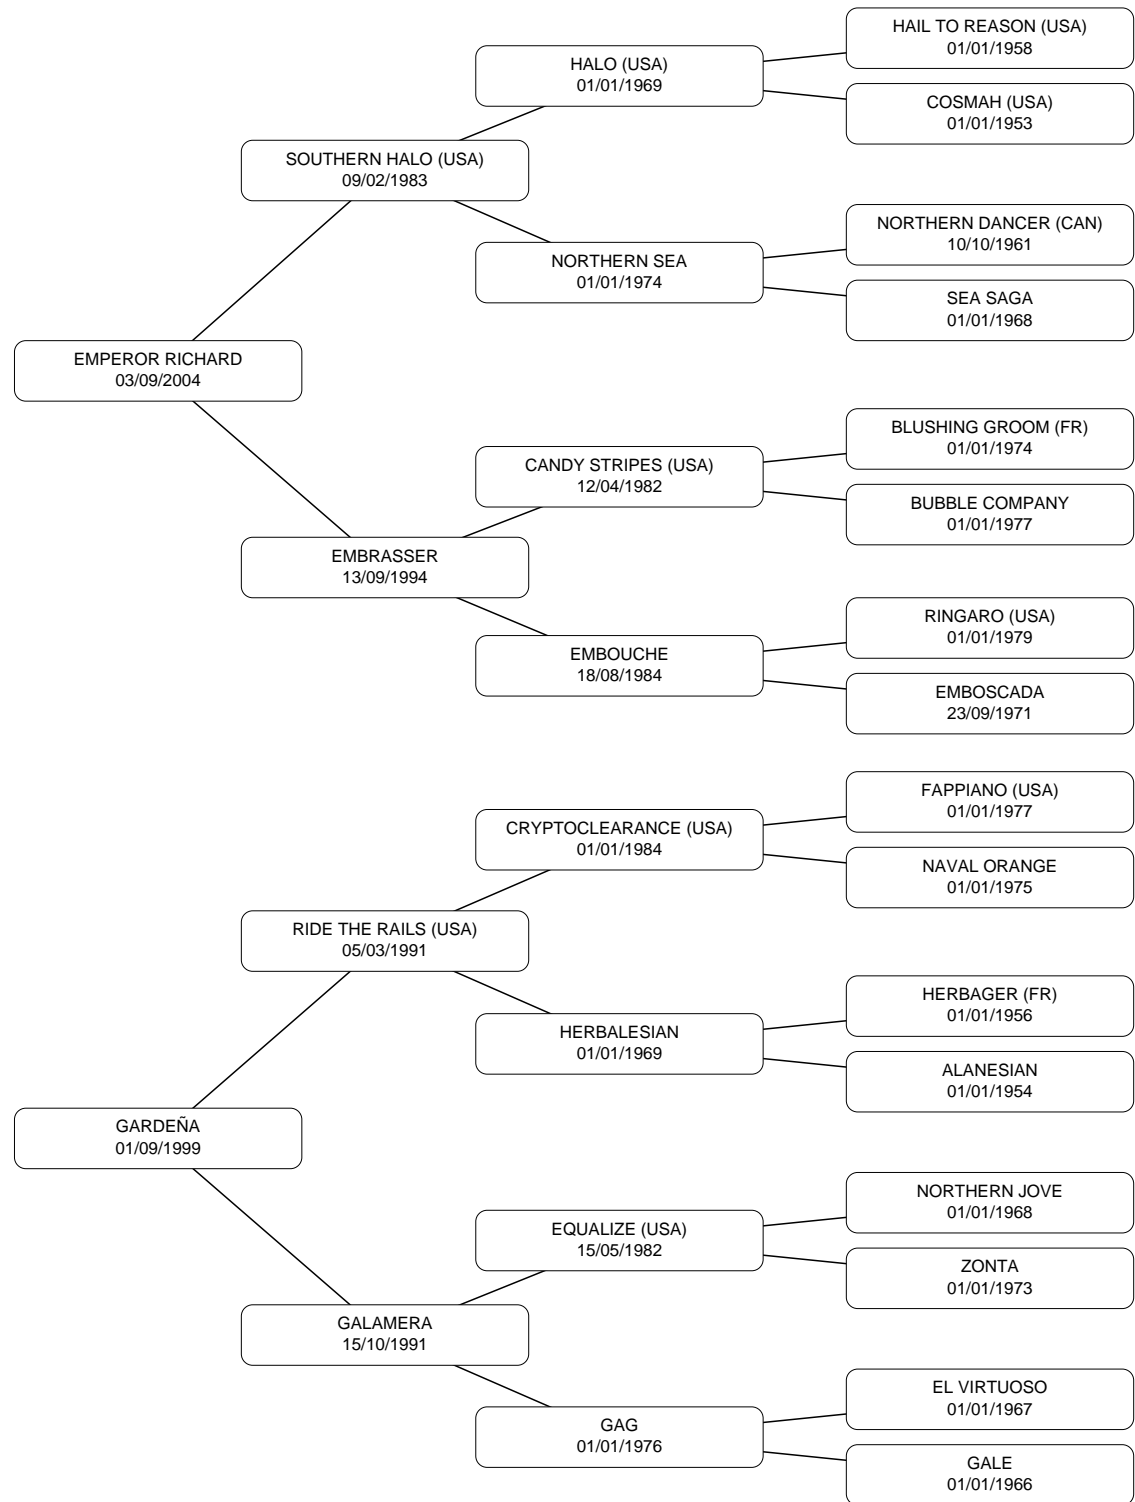 HAIL TO REASON (USA)
01/01/1958
HALO (USA)
01/01/1969
COSMAH (USA)
01/01/1953
SOUTHERN HALO (USA)
09/02/1983
NORTHERN DANCER (CAN)
10/10/1961
NORTHERN SEA
01/01/1974
SEA SAGA
01/01/1968
EMPEROR RICHARD
03/09/2004
BLUSHING GROOM (FR)
01/01/1974
CANDY STRIPES (USA)
12/04/1982
BUBBLE COMPANY
01/01/1977
EMBRASSER
13/09/1994
RINGARO (USA)
01/01/1979
EMBOUCHE
18/08/1984
EMBOSCADA
23/09/1971
FAPPIANO (USA)
01/01/1977
CRYPTOCLEARANCE (USA)
01/01/1984
NAVAL ORANGE
01/01/1975
RIDE THE RAILS (USA)
05/03/1991
HERBAGER (FR)
01/01/1956
HERBALESIAN
01/01/1969
ALANESIAN
01/01/1954
GARDEÑA
01/09/1999
NORTHERN JOVE
01/01/1968
EQUALIZE (USA)
15/05/1982
ZONTA
01/01/1973
GALAMERA
15/10/1991
EL VIRTUOSO
01/01/1967
GAG
01/01/1976
GALE
01/01/1966